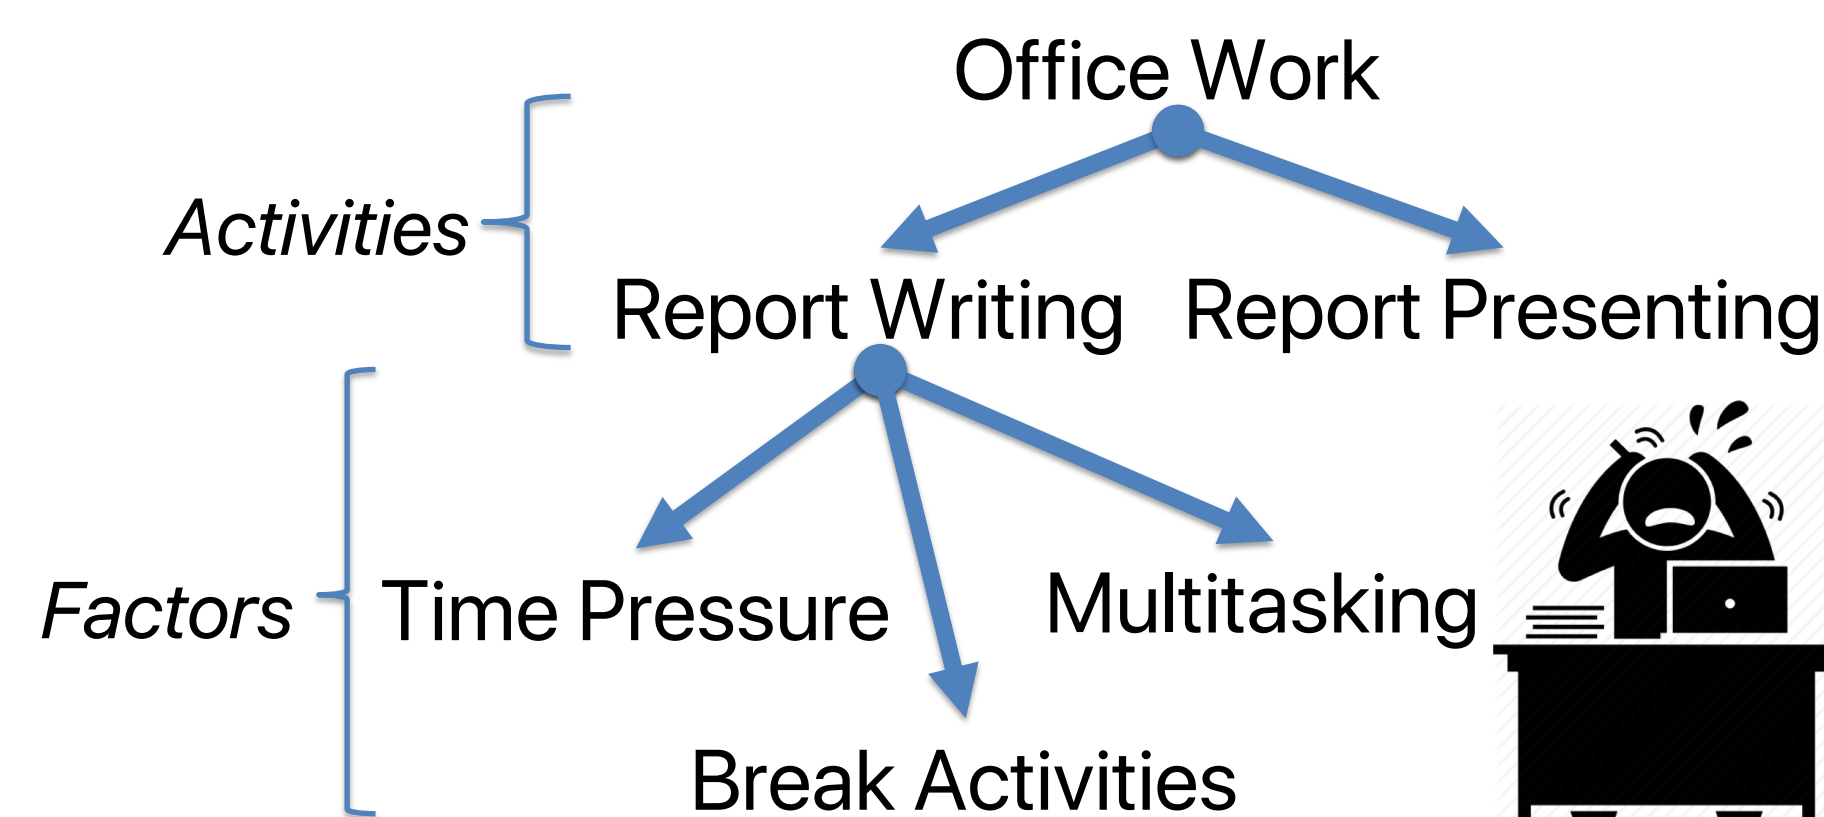 Office Work
Activities
Report Writing
Report Presenting
Factors
Time Pressure
Multitasking
Break Activities